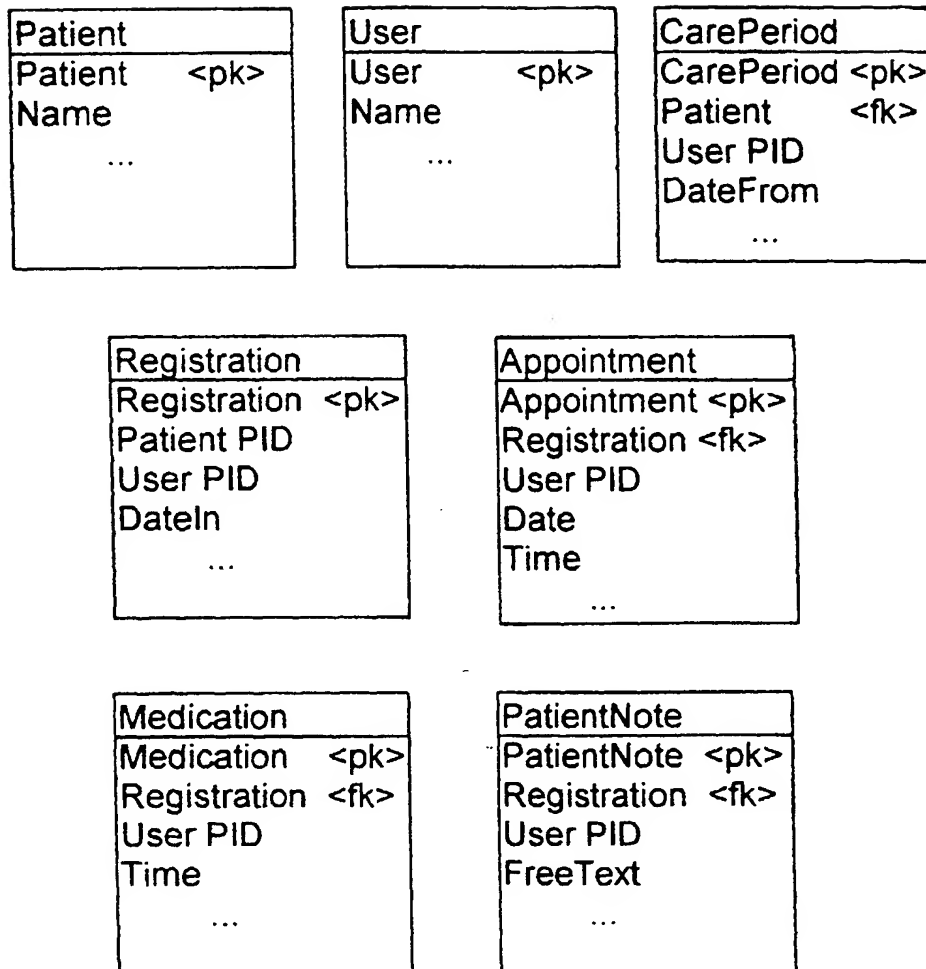 Patient
Patient <pk>
Name
...
User
User <pk>
Name
...
CarePeriod
CarePeriod <pk>
Patient <fk>
User PID
DateFrom
...
Registration
Registration <pk>
Patient PID
User PID
DateIn
...
Appointment
Appointment <pk>
Registration <fk>
User PID
Date
Time
...
Medication
Medication <pk>
Registration <fk>
User PID
Time
...
PatientNote
PatientNote <pk>
Registration <fk>
User PID
FreeText
...